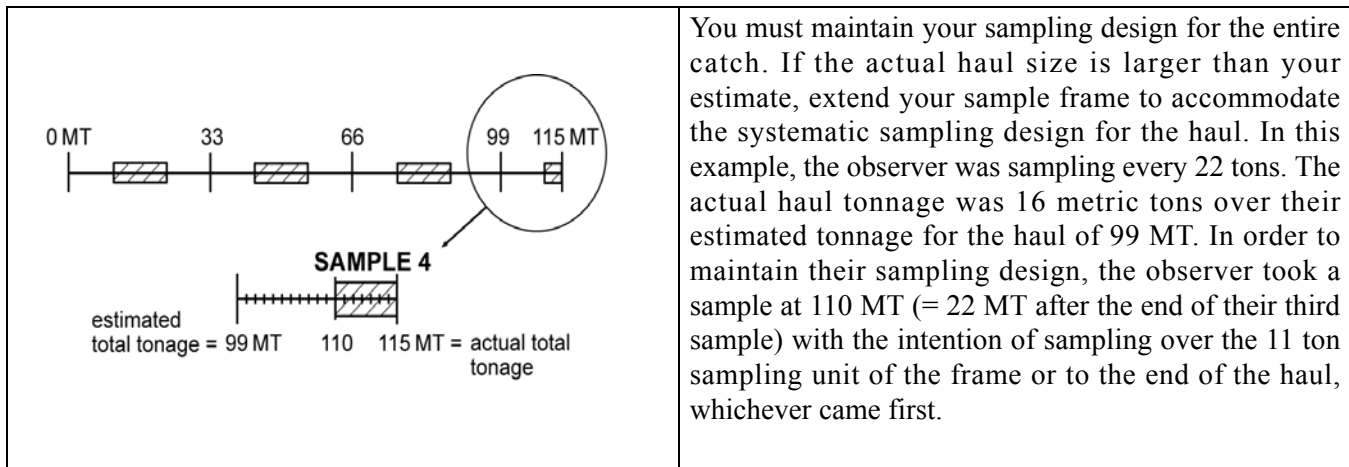 0 MT 33 66 99 115 MT
SAMPLE 4
estimated
total tonage = 99 MT 110 115 MT = actual total
tonage
You must maintain your sampling design for the entire
catch. If the actual haul size is larger than your
estimate, extend your sample frame to accommodate
the systematic sampling design for the haul. In this
example, the observer was sampling every 22 tons. The
actual haul tonnage was 16 metric tons over their
estimated tonnage for the haul of 99 MT. In order to
maintain their sampling design, the observer took a
sample at 110 MT (= 22 MT after the end of their third
sample) with the intention of sampling over the 11 ton
sampling unit of the frame or to the end of the haul,
whichever came first.